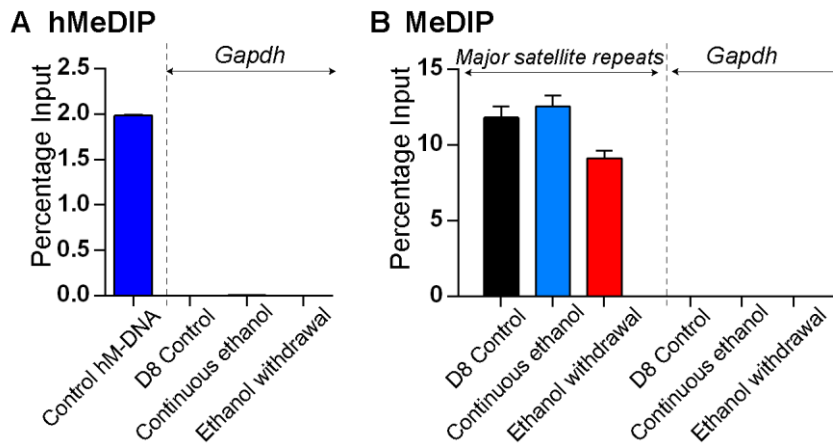 A hMeDIP
Gapdh
Percentage Input
2.5
2.0
1.5
1.0
0.5
0.0
Control hM-DNA
D8 Control
Continuous ethanol
Ethanol withdrawal
B MeDIP
Major satellite repeats
Gapdh
Percentage Input
15
10
5
0
D8 Control
Continuous ethanol
Ethanol withdrawal
D8 Control
Continuous ethanol
Ethanol withdrawal